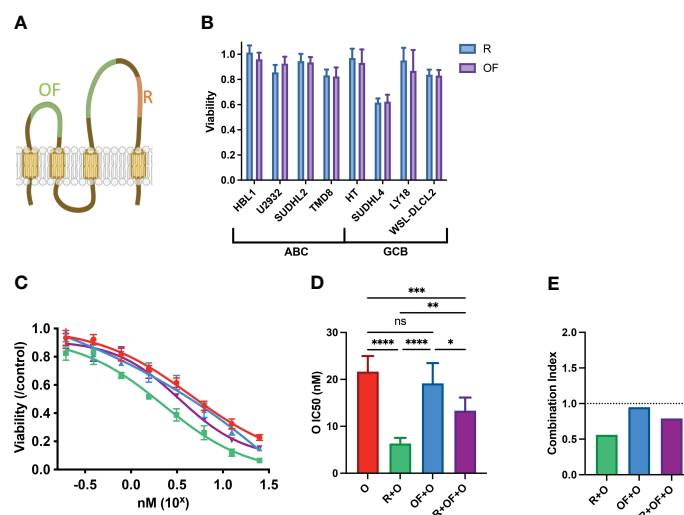 A
OF
R
B
R
OF
Viability
1.0
0.8
0.6
0.4
0.2
0.0
HBL1
U2932
SUDHL2
TMD8
HT
SUDHL4
LY18
WSL-DLCL2
ABC
GCB
C
Viability (/control)
1.0
0.8
0.6
0.4
0.2
0.0
-0.5
0.0
0.5
1.0
1.5
nM (10ˣ)
D
***
**
ns
****
****
*
O IC50 (nM)
30
20
10
0
O
R+O
OF+O
R+OF+O
E
Combination Index
2.0
1.5
1.0
0.5
0.0
R+O
OF+O
R+OF+O